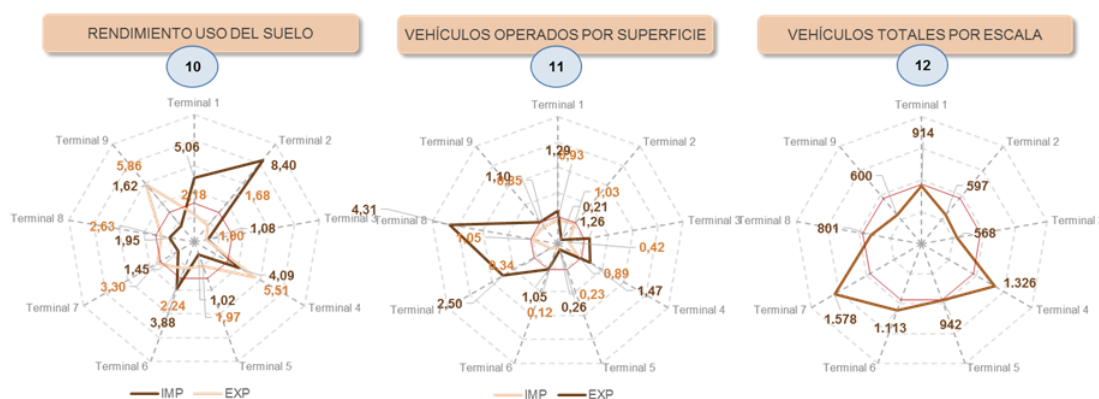 RENDIMIENTO USO DEL SUELO
10
Terminal 1
Terminal 2
Terminal 3
Terminal 4
Terminal 5
Terminal 6
Terminal 7
Terminal 8
Terminal 9
5,06
8,40
1,08
4,09
1,02
3,88
1,45
1,95
1,62
2,18
1,68
1,90
5,51
1,97
2,24
3,30
2,63
5,86
IMP
EXP
VEHÍCULOS OPERADOS POR SUPERFICIE
11
Terminal 1
Terminal 2
Terminal 3
Terminal 4
Terminal 5
Terminal 6
Terminal 7
Terminal 8
Terminal 9
1,29
0,21
1,26
1,47
0,26
1,05
2,50
4,31
1,10
0,93
1,03
0,42
0,89
0,23
0,12
0,34
1,05
0,85
IMP
EXP
VEHÍCULOS TOTALES POR ESCALA
12
Terminal 1
Terminal 2
Terminal 3
Terminal 4
Terminal 5
Terminal 6
Terminal 7
Terminal 8
Terminal 9
914
597
568
1.326
942
1.113
1.578
801
600